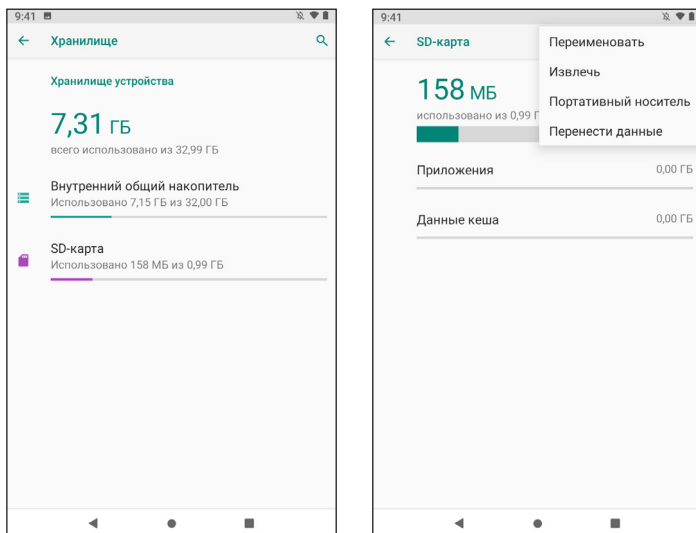 9:41
Хранилище
Хранилище устройства
7,31 ГБ
всего использовано из 32,99 ГБ
Внутренний общий накопитель
Использовано 7,15 ГБ из 32,00 ГБ
SD-карта
Использовано 158 МБ из 0,99 ГБ
9:41
SD-карта
Переименовать
Извлечь
Портативный носитель
Перенести данные
158 МБ
использовано из 0,99 Г
Приложения 0,00 ГБ
Данные кеша 0,00 ГБ